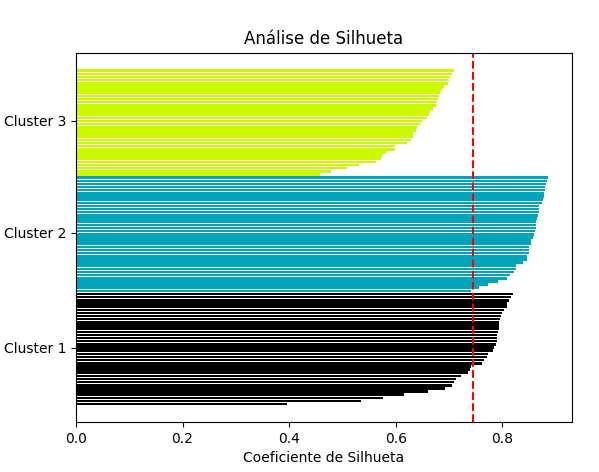 Análise de Silhueta
Cluster 3
Cluster 2
Cluster 1
0.0 0.2 0.4 0.6 0.8
Coeficiente de Silhueta